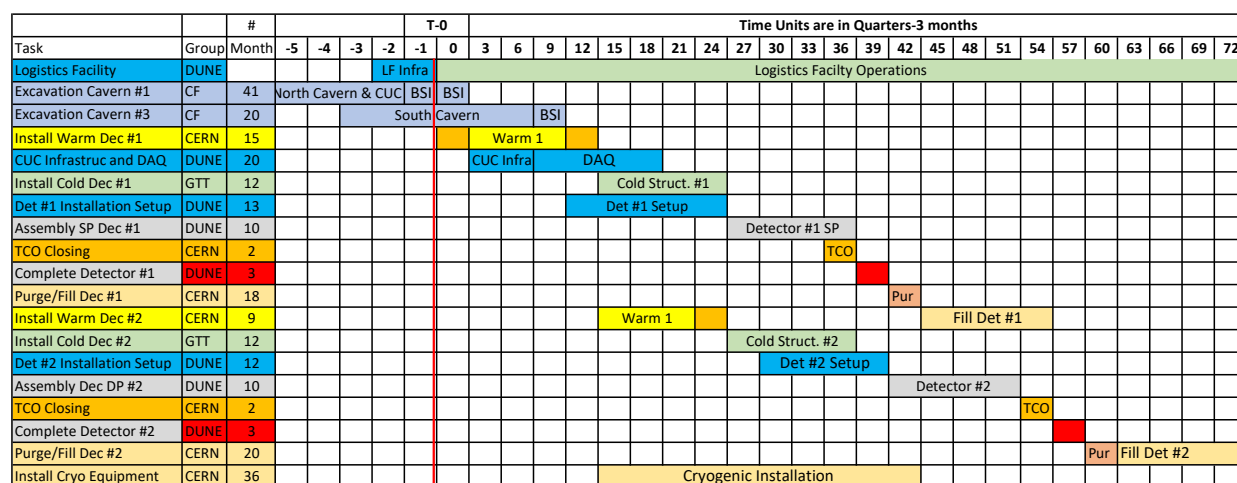 # T-0 Time Units are in Quarters-3 months
Task Group Month -5 -4 -3 -2 -1 0 3 6 9 12 15 18 21 24 27 30 33 36 39 42 45 48 51 54 57 60 63 66 69 72
Logistics Facility DUNE LF Infra Logistics Facilty Operations
Excavation Cavern #1 CF 41 North Cavern & CUC BSI BSI
Excavation Cavern #3 CF 20 South Cavern BSI
Install Warm Dec #1 CERN 15 Warm 1
CUC Infrastruc and DAQ DUNE 20 CUC Infra DAQ
Install Cold Dec #1 GTT 12 Cold Struct. #1
Det #1 Installation Setup DUNE 13 Det #1 Setup
Assembly SP Dec #1 DUNE 10 Detector #1 SP
TCO Closing CERN 2 TCO
Complete Detector #1 DUNE 3
Purge/Fill Dec #1 CERN 18 Pur
Install Warm Dec #2 CERN 9 Warm 1 Fill Det #1
Install Cold Dec #2 GTT 12 Cold Struct. #2
Det #2 Installation Setup DUNE 12 Det #2 Setup
Assembly Dec DP #2 DUNE 10 Detector #2
TCO Closing CERN 2 TCO
Complete Detector #2 DUNE 3
Purge/Fill Dec #2 CERN 20 Pur Fill Det #2
Install Cryo Equipment CERN 36 Cryogenic Installation